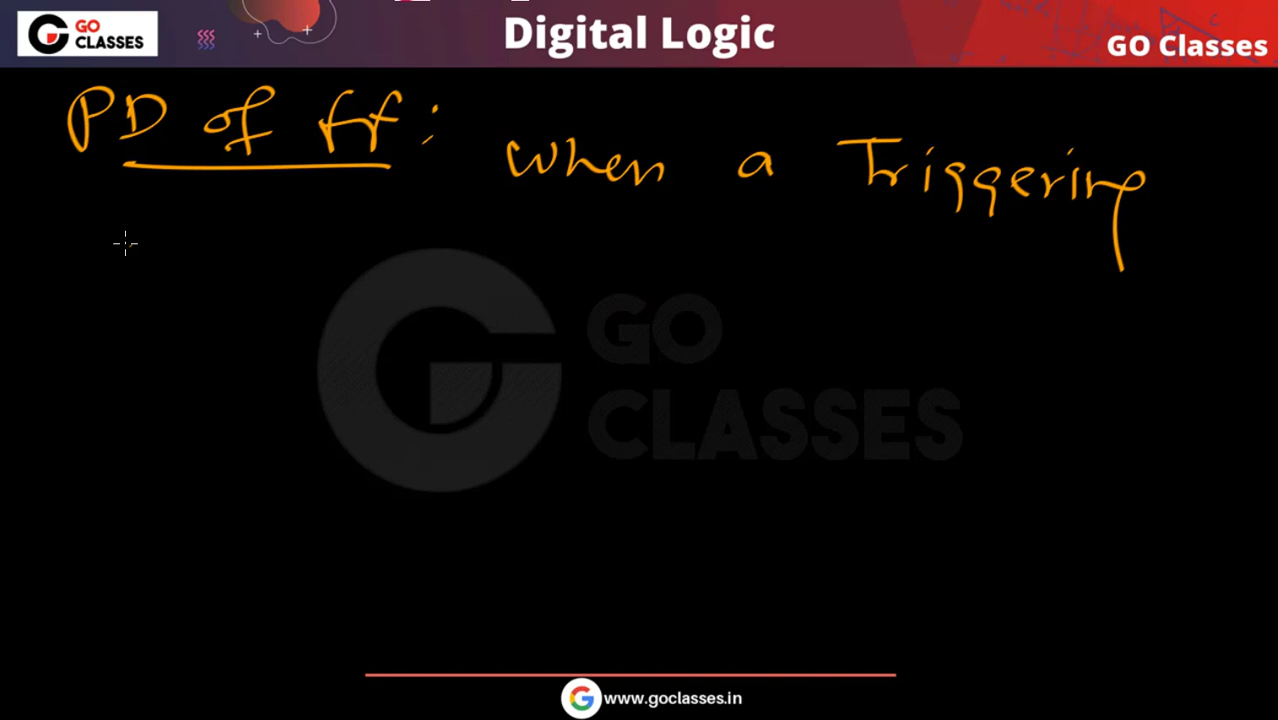 GO
CLASSES
Digital Logic
GO Classes
PD of ff : when a Triggering
GO
CLASSES
www.goclasses.in